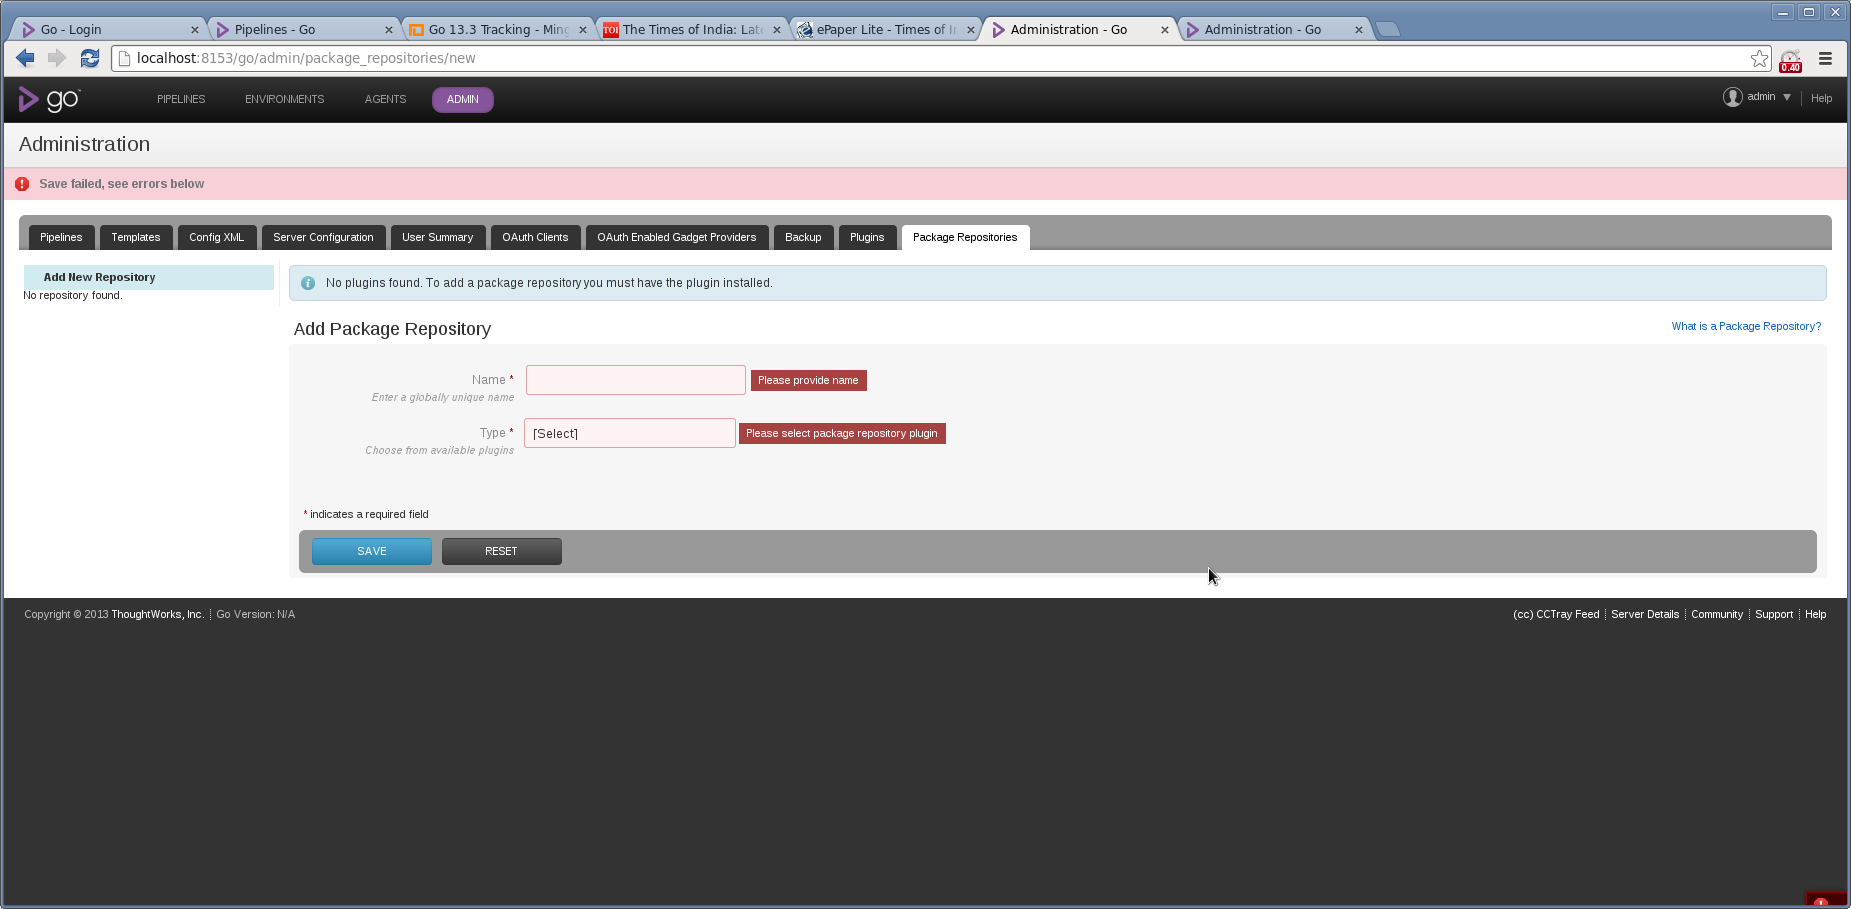 Go - Login
Pipelines - Go
Go 13.3 Tracking - Ming
The Times of India: Late
ePaper Lite - Times of I
Administration - Go
Administration - Go
localhost:8153/go/admin/package_repositories/new
0.40
go
PIPELINES
ENVIRONMENTS
AGENTS
ADMIN
admin
Help
Administration
Save failed, see errors below
Pipelines
Templates
Config XML
Server Configuration
User Summary
OAuth Clients
OAuth Enabled Gadget Providers
Backup
Plugins
Package Repositories
Add New Repository
No repository found.
No plugins found. To add a package repository you must have the plugin installed.
Add Package Repository
What is a Package Repository?
Name *
Please provide name
Enter a globally unique name
Type *
[Select]
Please select package repository plugin
Choose from available plugins
* indicates a required field
SAVE
RESET
Copyright © 2013 ThoughtWorks, Inc.
Go Version: N/A
(cc) CCTray Feed
Server Details
Community
Support
Help